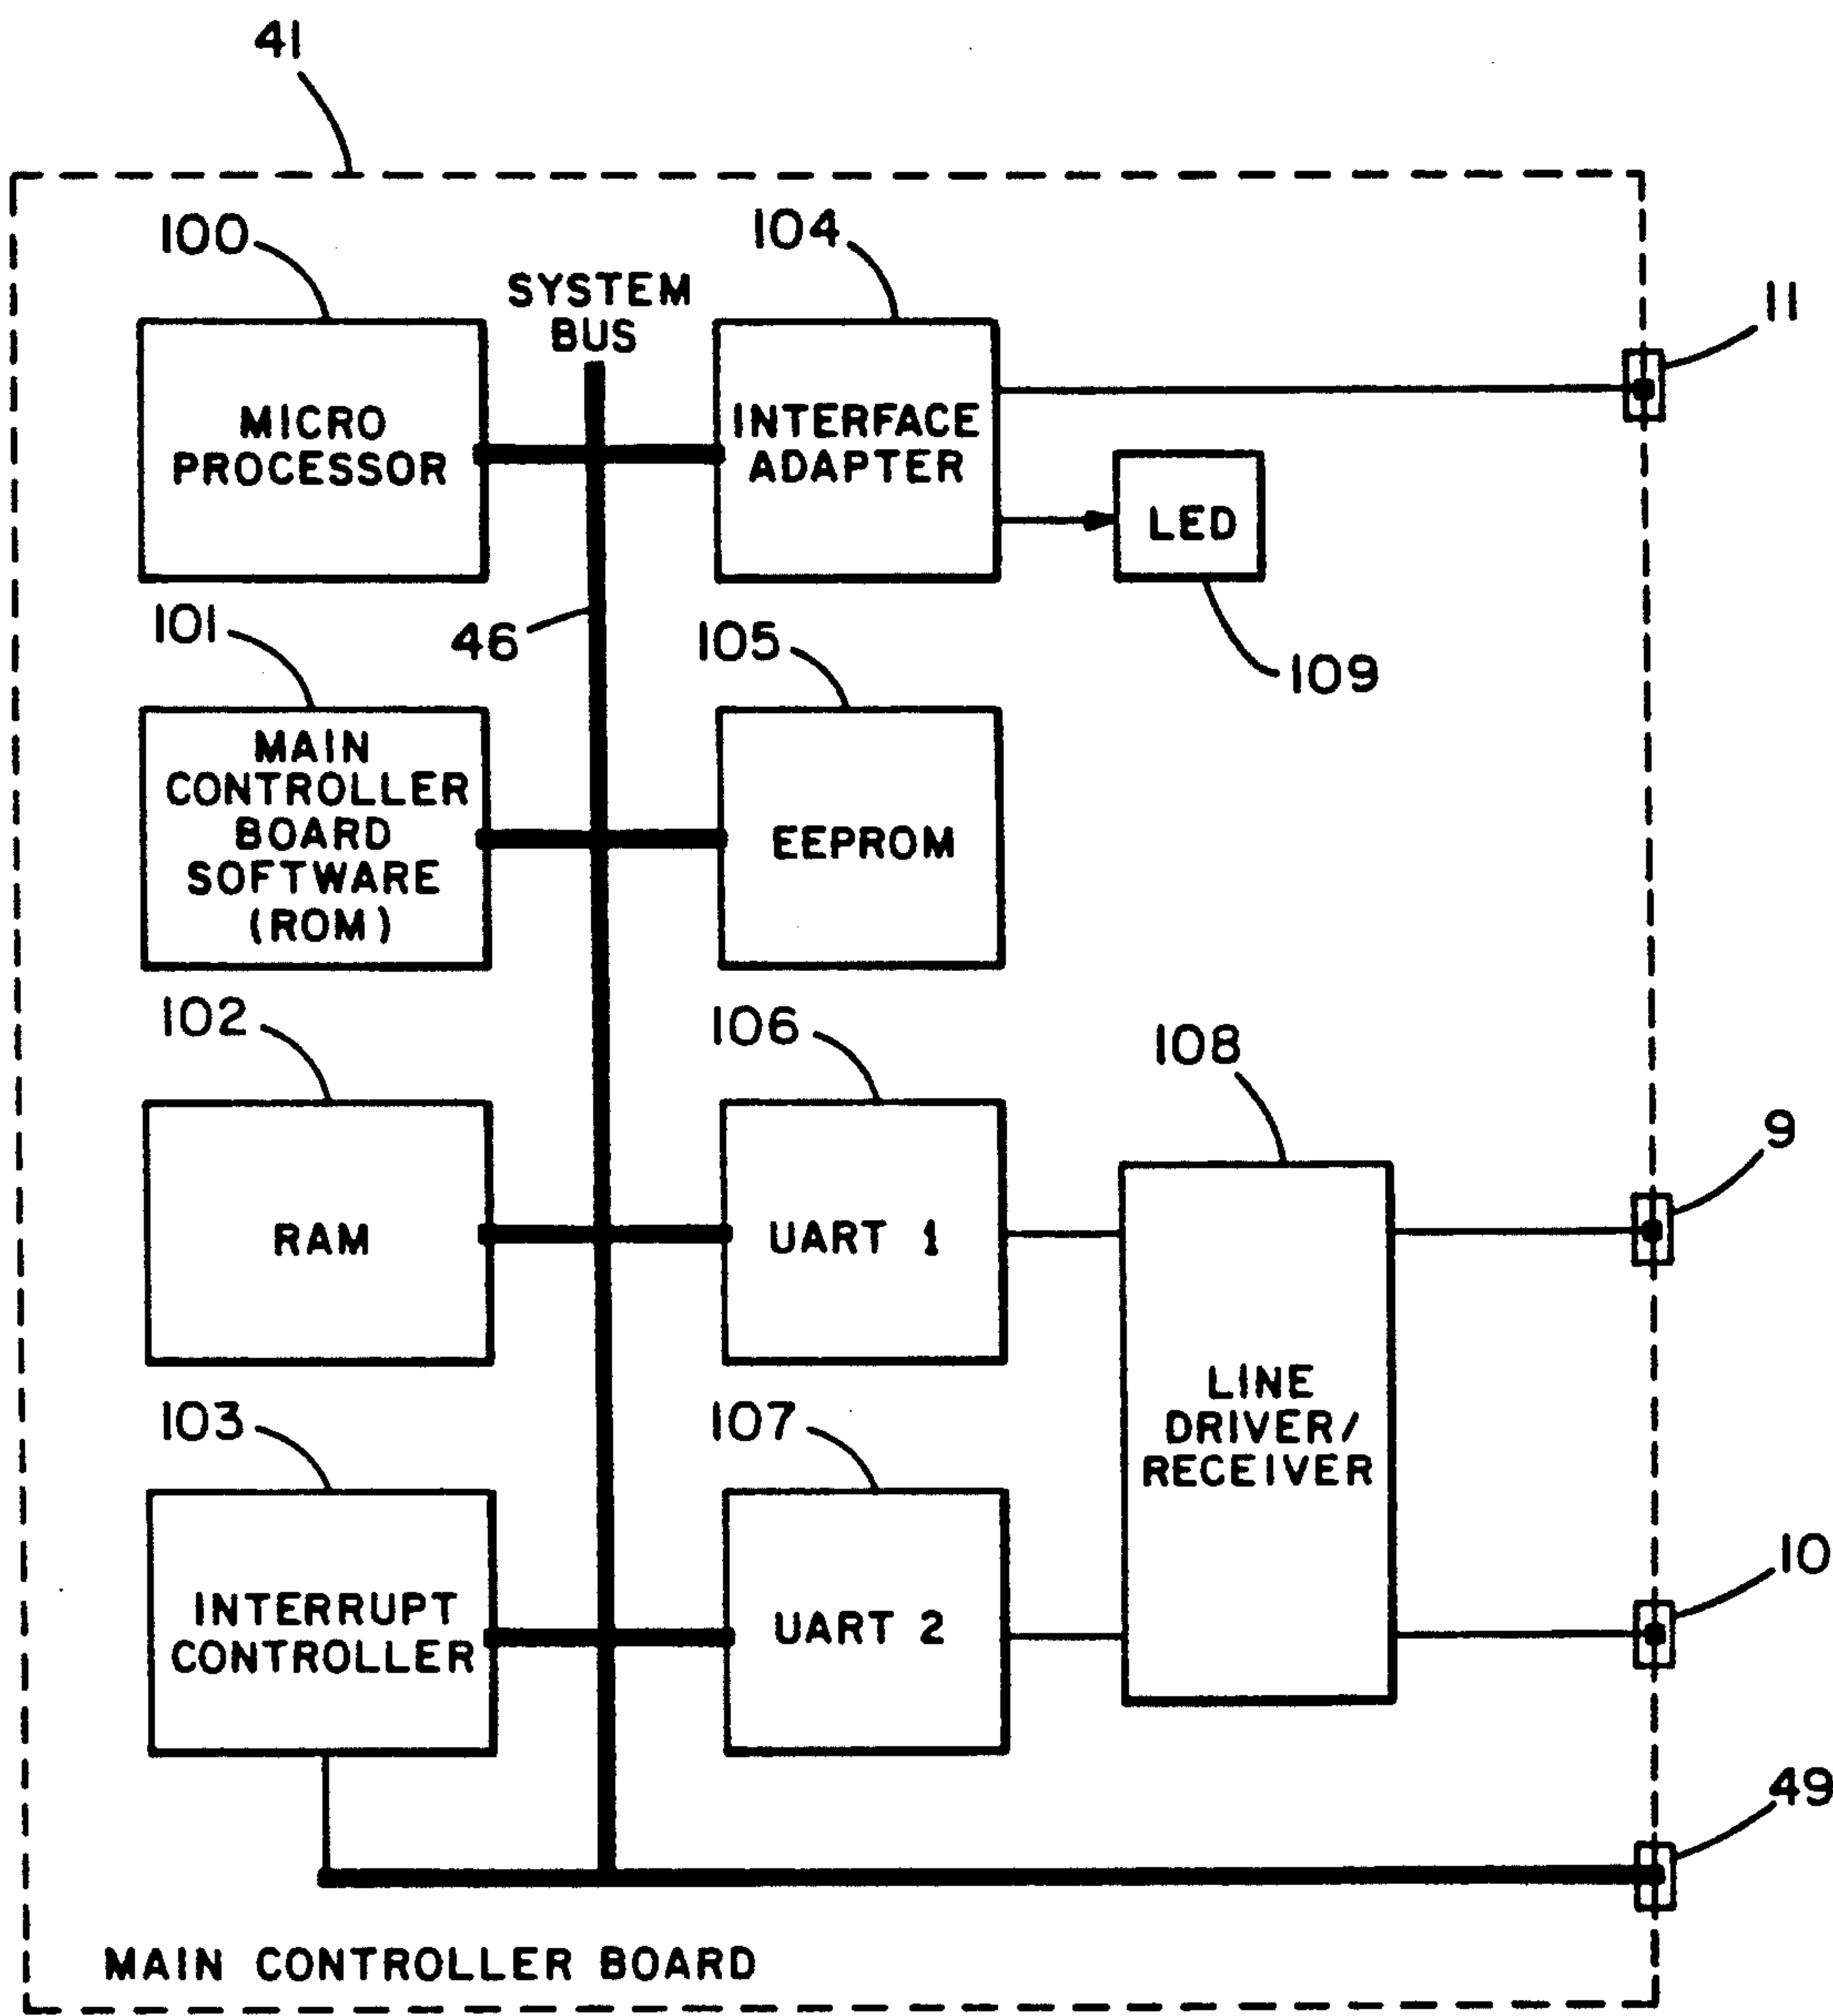 41
100
104
SYSTEM
BUS
11
MICRO
PROCESSOR
INTERFACE
ADAPTER
LED
101
46
105
109
MAIN
CONTROLLER
BOARD
SOFTWARE
(ROM)
EEPROM
102
106
108
9
RAM
UART 1
LINE
DRIVER/
RECEIVER
103
107
10
INTERRUPT
CONTROLLER
UART 2
49
MAIN CONTROLLER BOARD